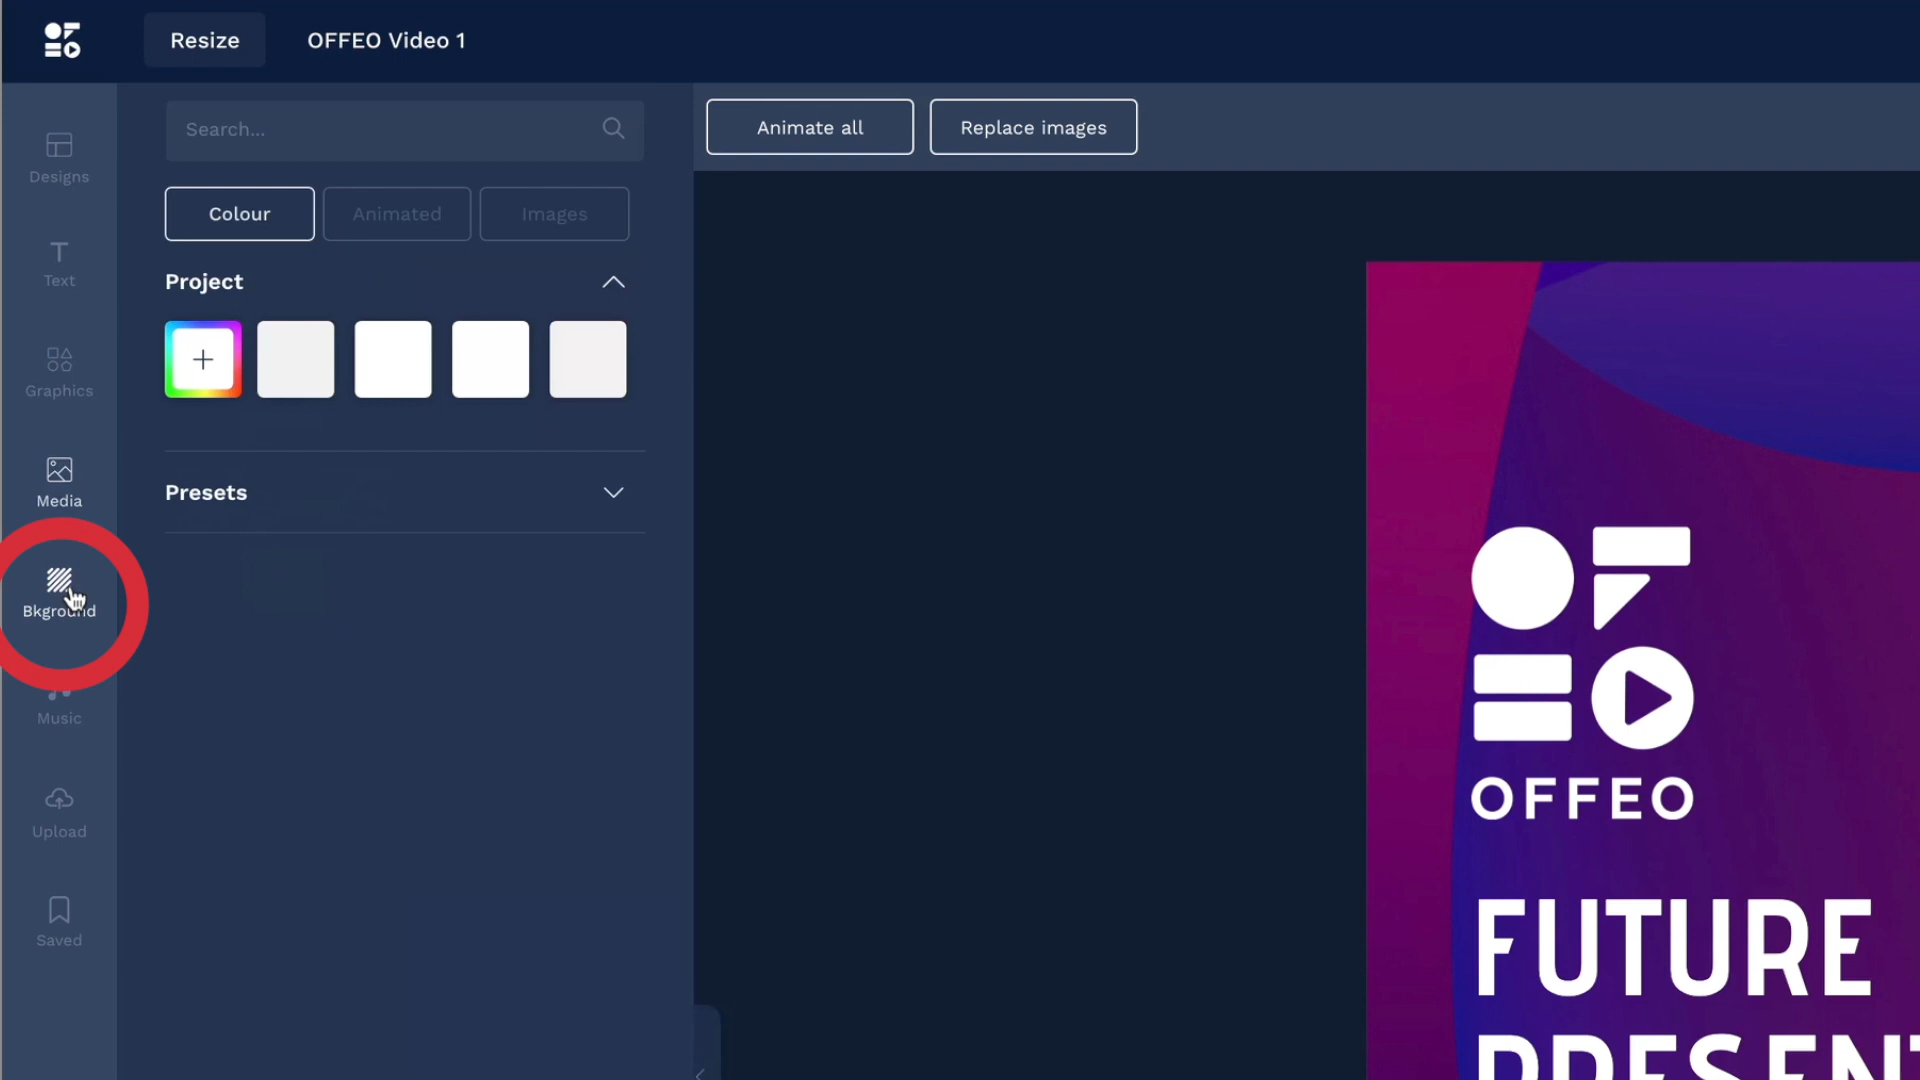 Resize
OFFEO Video 1
Search...
Animate all
Replace images
Designs
Text
Graphics
Media
Bkground
Music
Upload
Saved
Colour
Animated
Images
Project
Presets
OFFEO
FUTURE
PRESENT